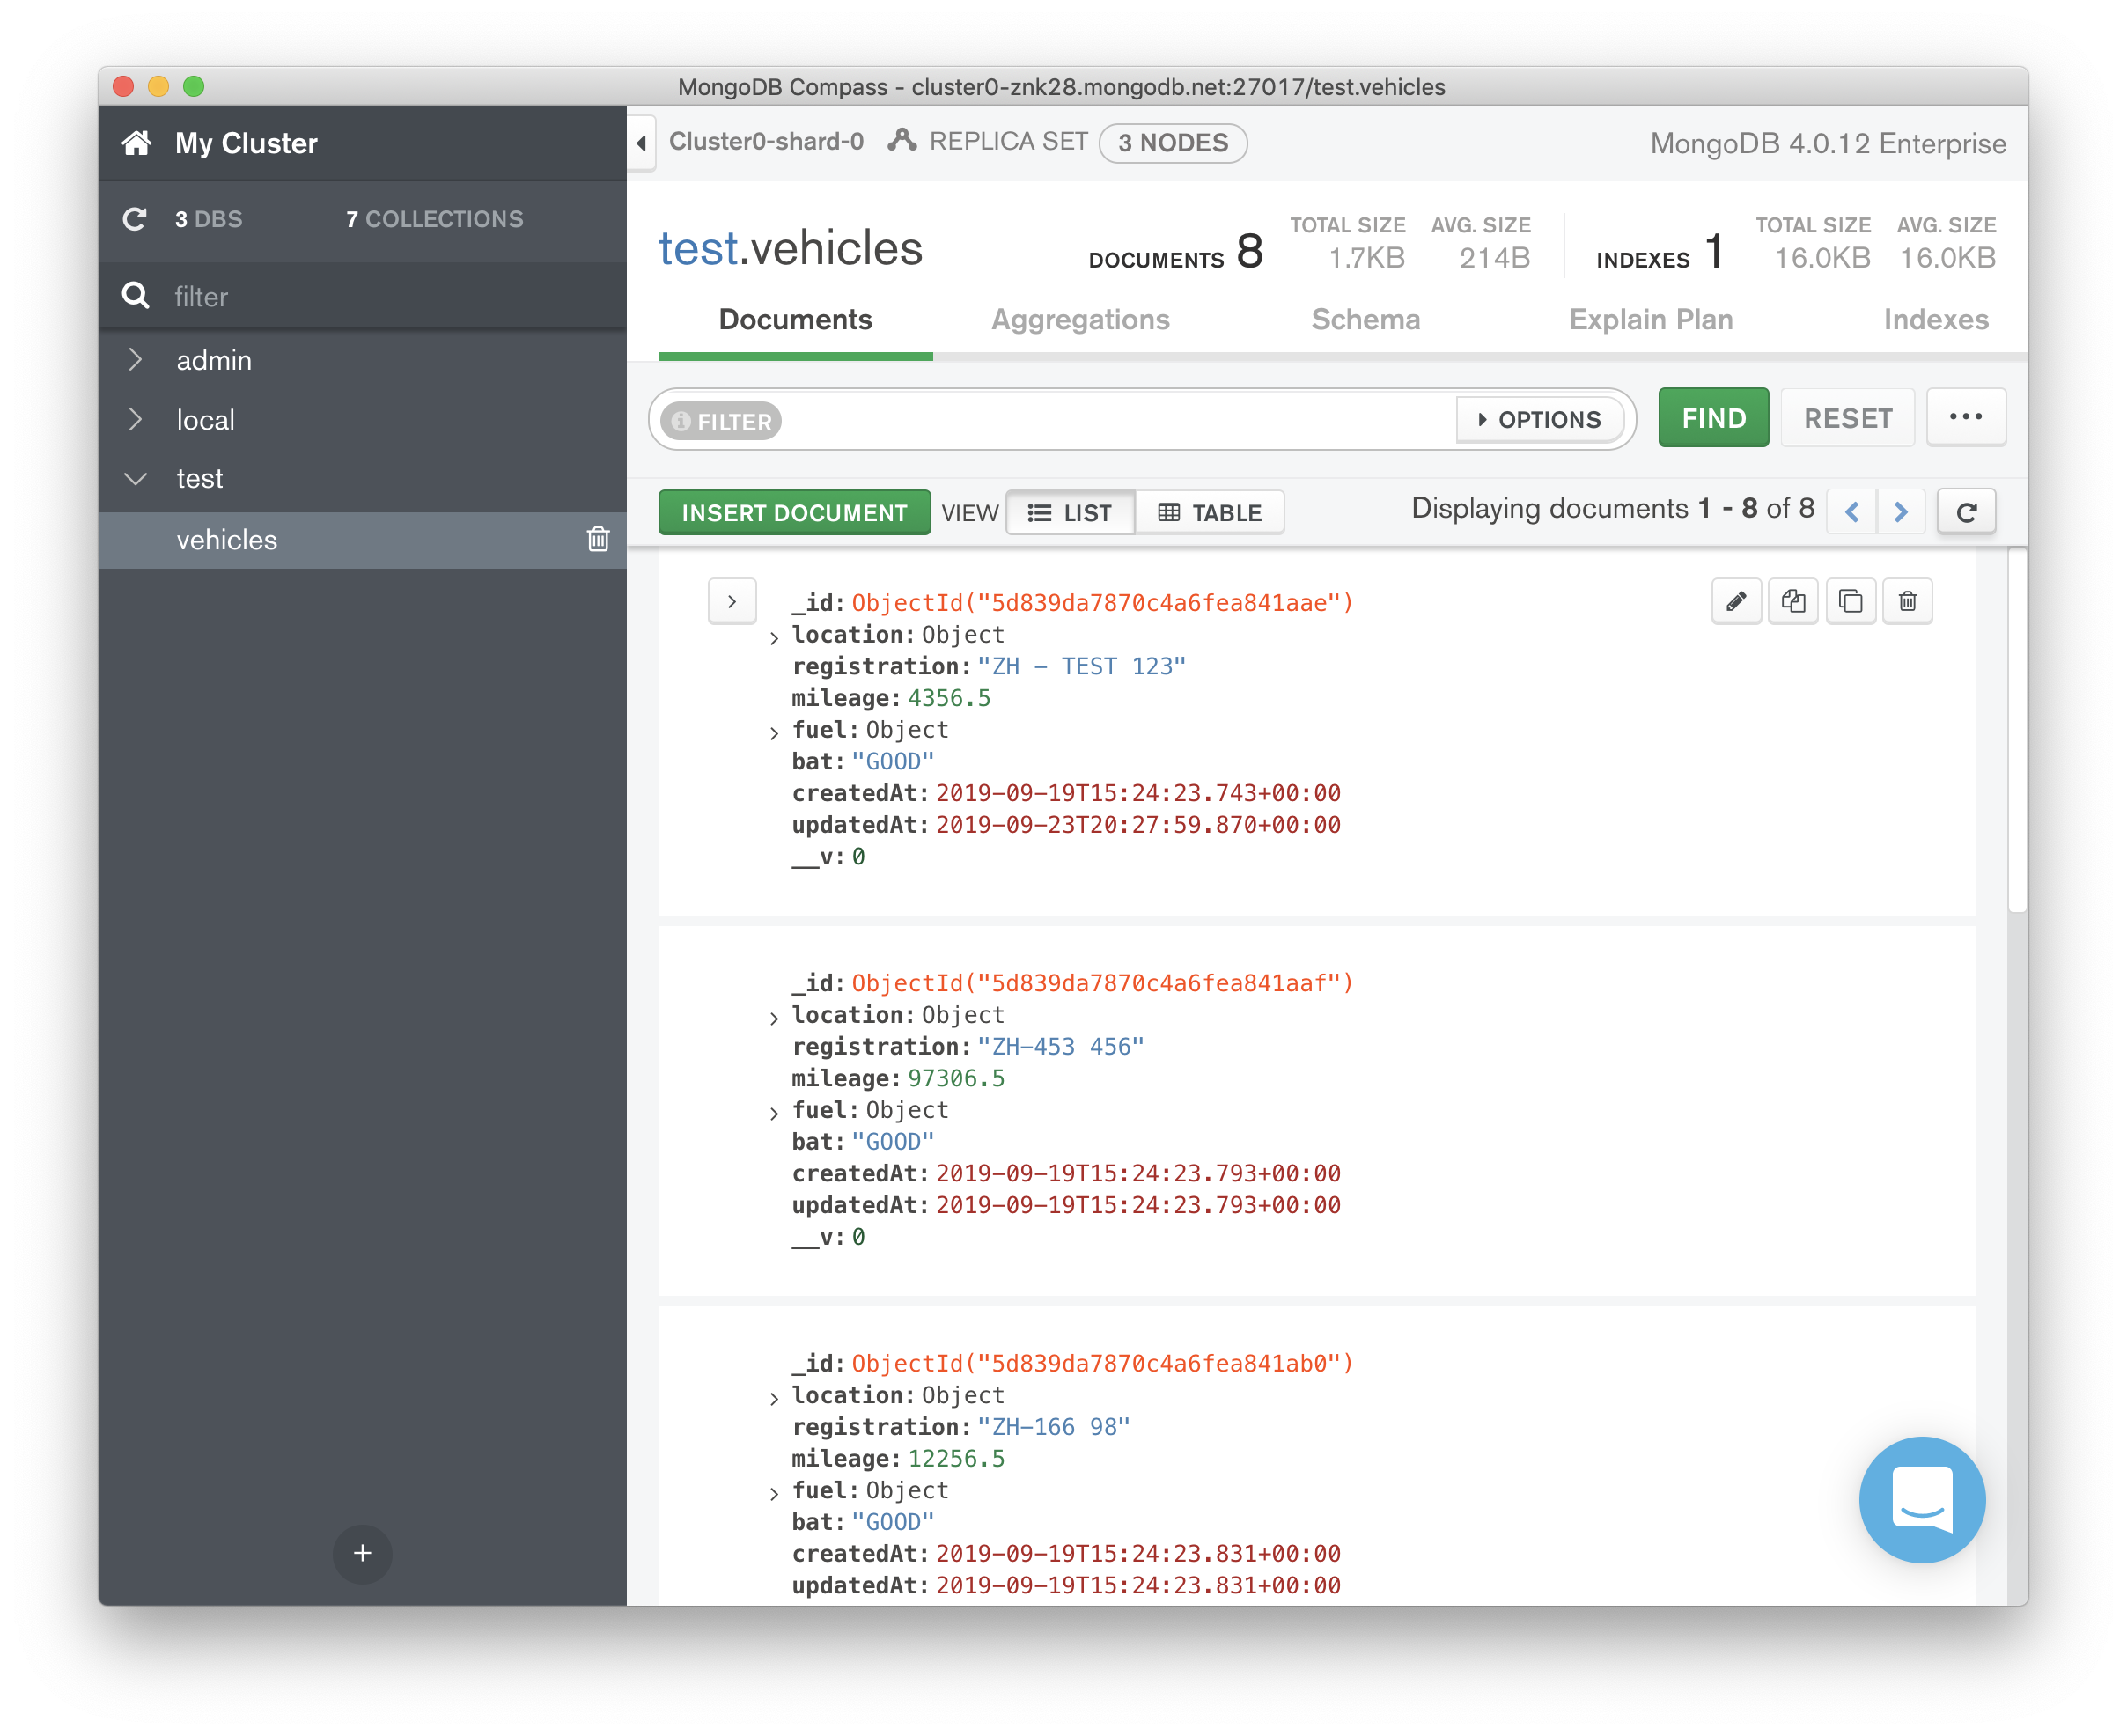 MongoDB Compass - cluster0-znk28.mongodb.net:27017/test.vehicles
My Cluster
3 DBS 7 COLLECTIONS
filter
admin
local
test
vehicles
Cluster0-shard-0 REPLICA SET 3 NODES MongoDB 4.0.12 Enterprise
test.vehicles
DOCUMENTS 8 TOTAL SIZE 1.7KB AVG. SIZE 214B INDEXES 1 TOTAL SIZE 16.0KB AVG. SIZE 16.0KB
Documents Aggregations Schema Explain Plan Indexes
FILTER OPTIONS FIND RESET ...
INSERT DOCUMENT VIEW LIST TABLE Displaying documents 1 - 8 of 8
_id: ObjectId("5d839da7870c4a6fea841aae")
location: Object
registration: "ZH - TEST 123"
mileage: 4356.5
fuel: Object
bat: "GOOD"
createdAt: 2019-09-19T15:24:23.743+00:00
updatedAt: 2019-09-23T20:27:59.870+00:00
__v: 0
_id: ObjectId("5d839da7870c4a6fea841aaf")
location: Object
registration: "ZH-453 456"
mileage: 97306.5
fuel: Object
bat: "GOOD"
createdAt: 2019-09-19T15:24:23.793+00:00
updatedAt: 2019-09-19T15:24:23.793+00:00
__v: 0
_id: ObjectId("5d839da7870c4a6fea841ab0")
location: Object
registration: "ZH-166 98"
mileage: 12256.5
fuel: Object
bat: "GOOD"
createdAt: 2019-09-19T15:24:23.831+00:00
updatedAt: 2019-09-19T15:24:23.831+00:00